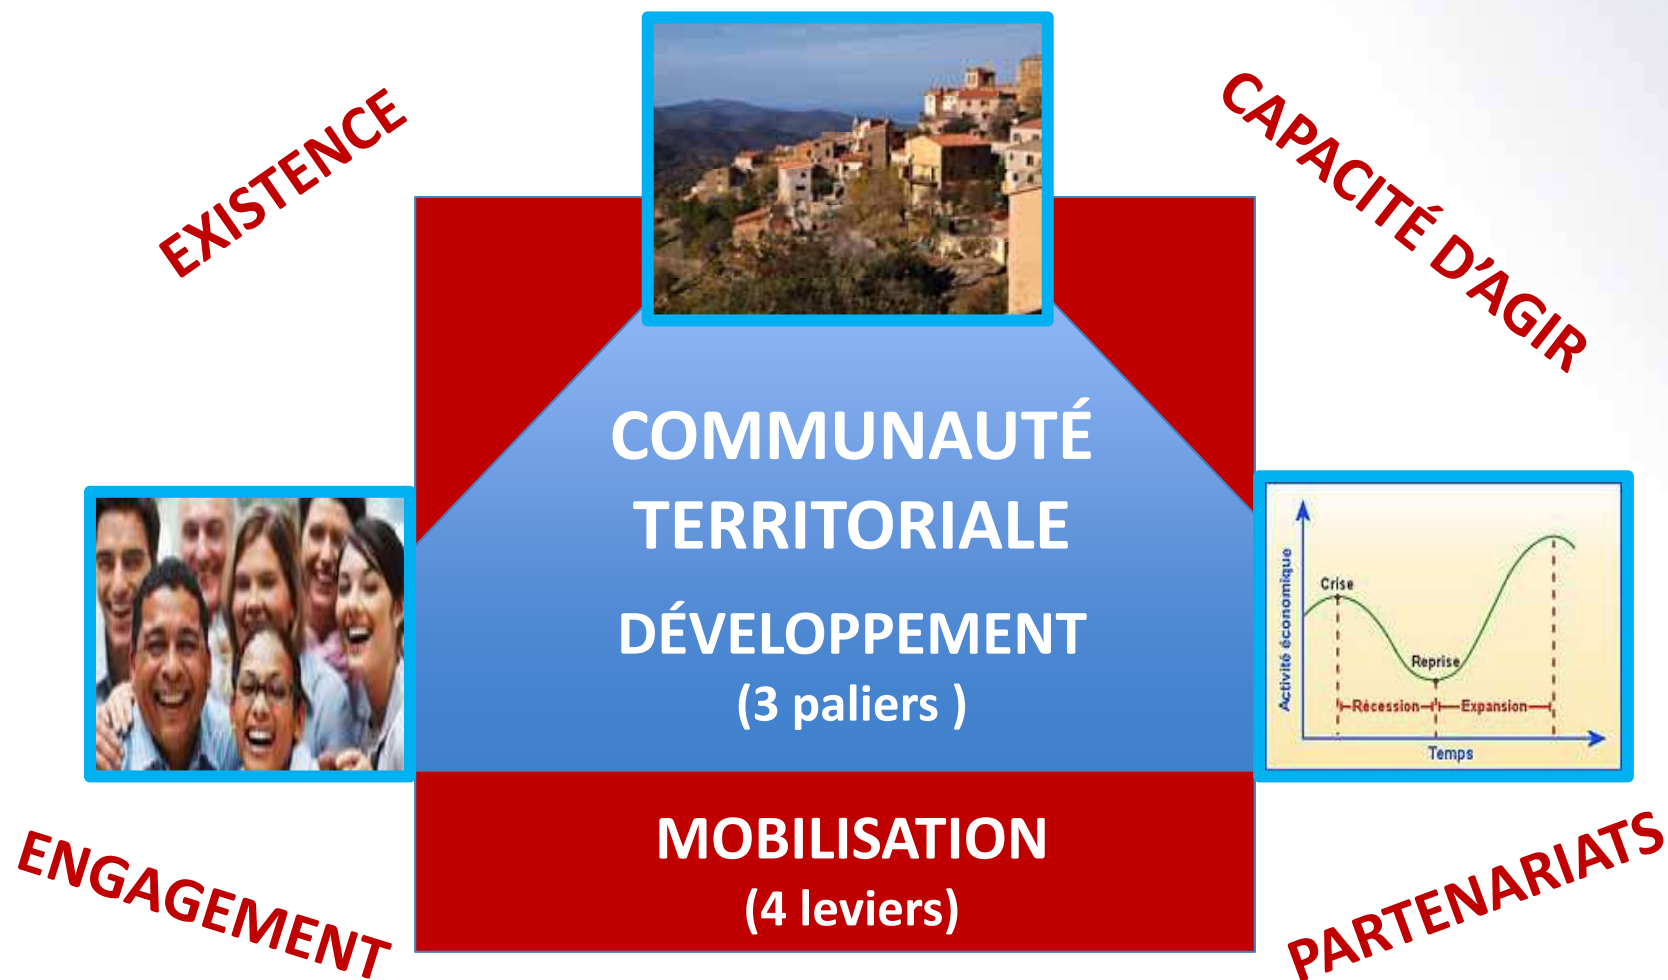 EXISTENCE
CAPACITÉ D’AGIR
COMMUNAUTÉ
TERRITORIALE
DÉVELOPPEMENT
(3 paliers )
Activité économique
Crise
Reprise
Récession
Expansion
Temps
MOBILISATION
(4 leviers)
ENGAGEMENT
PARTENARIATS